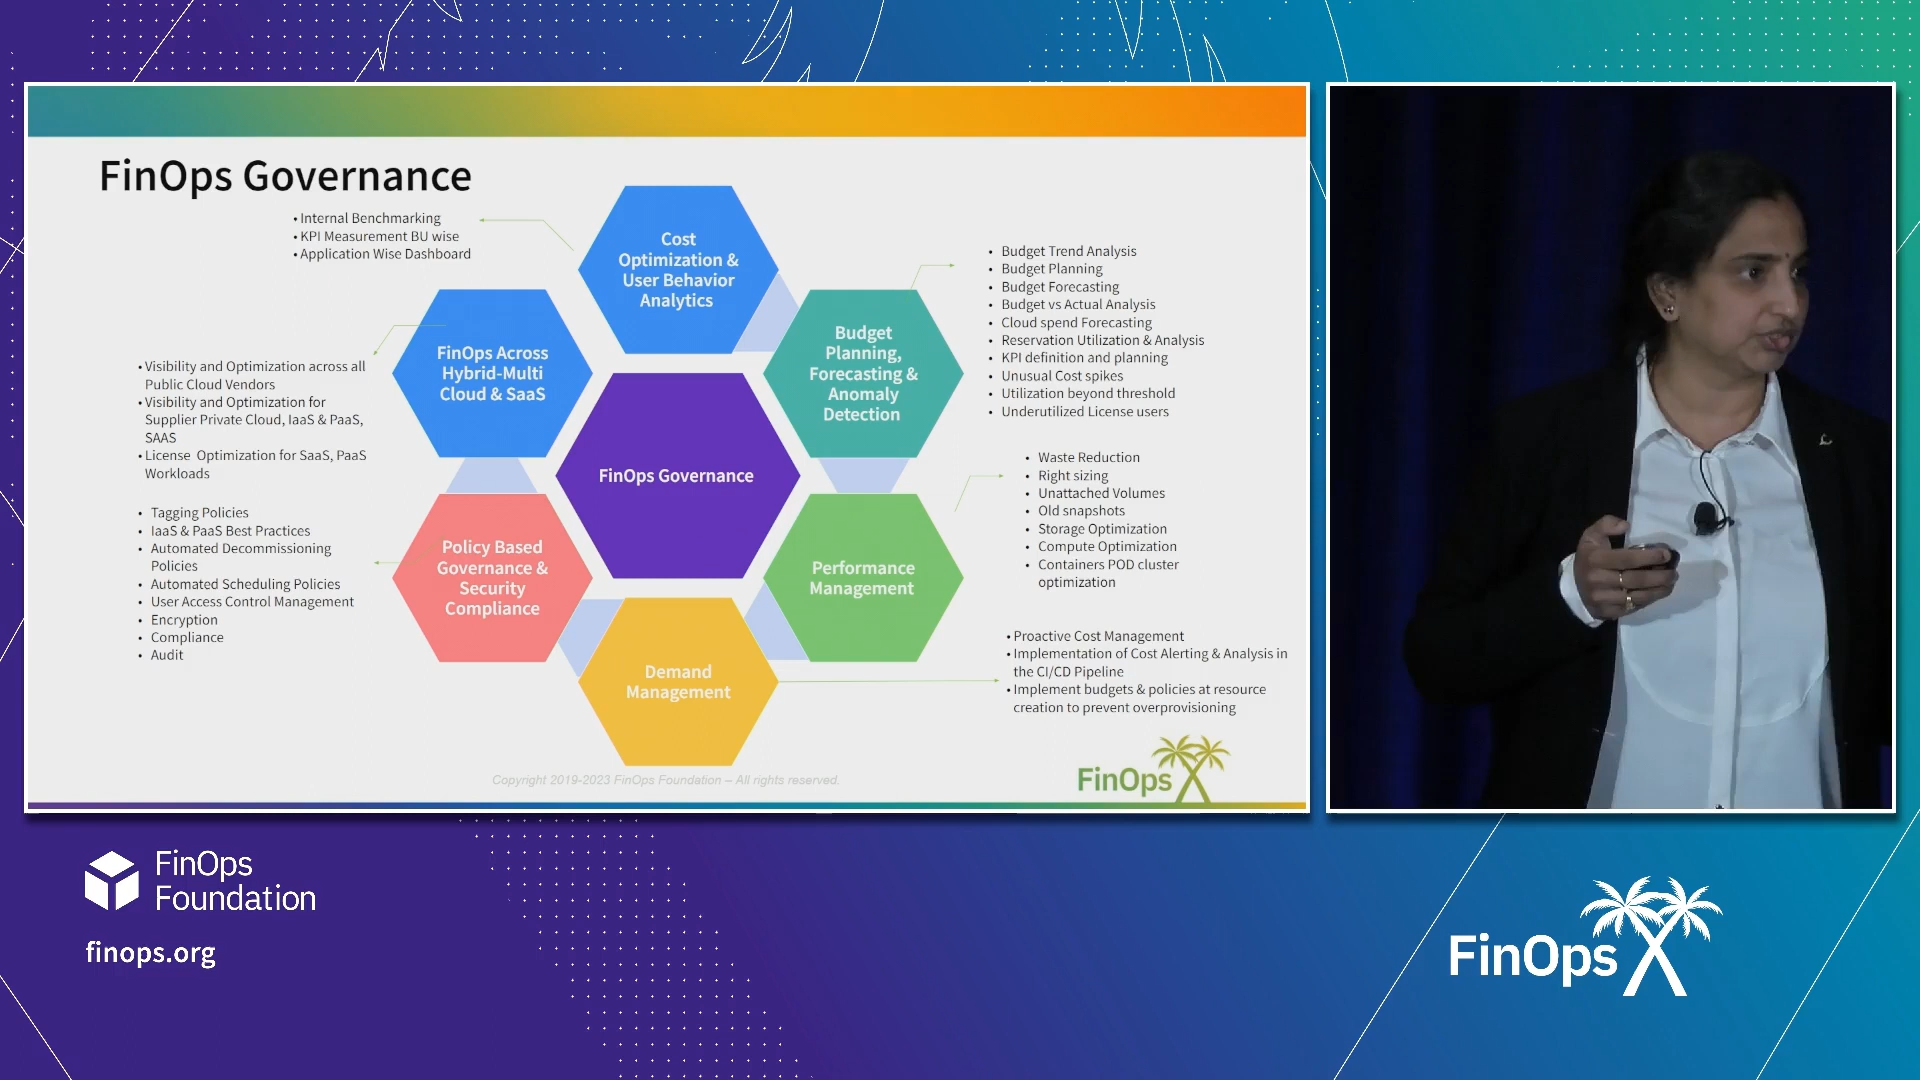 FinOps Governance
• Internal Benchmarking
• KPI Measurement BU wise
• Application Wise Dashboard
Cost
Optimization &
User Behavior
Analytics
• Budget Trend Analysis
• Budget Planning
• Budget Forecasting
• Budget vs Actual Analysis
• Cloud spend Forecasting
• Reservation Utilization & Analysis
• KPI definition and planning
• Unusual Cost spikes
• Utilization beyond threshold
• Underutilized License users
Budget
Planning,
Forecasting &
Anomaly
Detection
FinOps Across
Hybrid-Multi
Cloud & SaaS
• Visibility and Optimization across all
Public Cloud Vendors
• Visibility and Optimization for
Supplier Private Cloud, IaaS & PaaS,
SAAS
• License Optimization for SaaS, PaaS
Workloads
FinOps Governance
• Waste Reduction
• Right sizing
• Unattached Volumes
• Old snapshots
• Storage Optimization
• Compute Optimization
• Containers POD cluster
optimization
• Tagging Policies
• IaaS & PaaS Best Practices
• Automated Decommissioning
Policies
• Automated Scheduling Policies
• User Access Control Management
• Encryption
• Compliance
• Audit
Policy Based
Governance &
Security
Compliance
Performance
Management
Demand
Management
• Proactive Cost Management
• Implementation of Cost Alerting & Analysis in
the CI/CD Pipeline
• Implement budgets & policies at resource
creation to prevent overprovisioning
Copyright 2019-2023 FinOps Foundation – All rights reserved.
FinOps X
FinOps
Foundation
finops.org
FinOps X